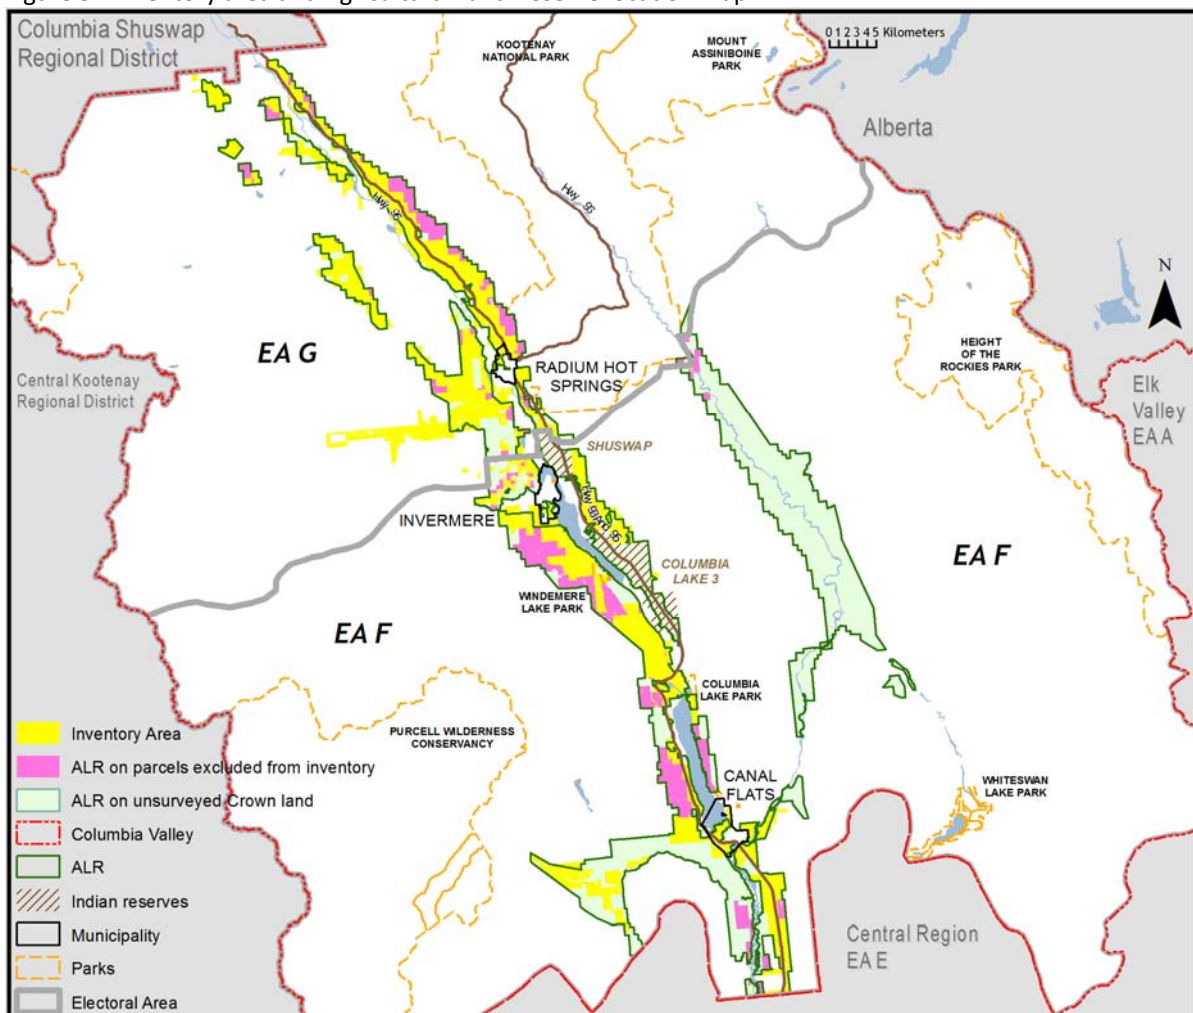 Columbia Shuswap
Regional District
KOOTENAY
NATIONAL PARK
MOUNT
ASSINIBOINE
PARK
0 1 2 3 4 5 Kilometers
Alberta
Hwy 95
Hwy 93
N
EA G
HEIGHT
OF THE
ROCKIES PARK
RADIUM HOT
SPRINGS
Central Kootenay
Regional District
Elk
Valley
EA A
SHUSWAP
INVERMERE
Hwy 93 And 95
COLUMBIA
LAKE 3
EA F
WINDEMERE
LAKE PARK
EA F
COLUMBIA
LAKE PARK
PURCELL WILDERNESS
CONSERVANCY
CANAL
FLATS
WHITESWAN
LAKE PARK
Central Region
EA E
Inventory Area
ALR on parcels excluded from inventory
ALR on unsurveyed Crown land
Columbia Valley
ALR
Indian reserves
Municipality
Parks
Electoral Area